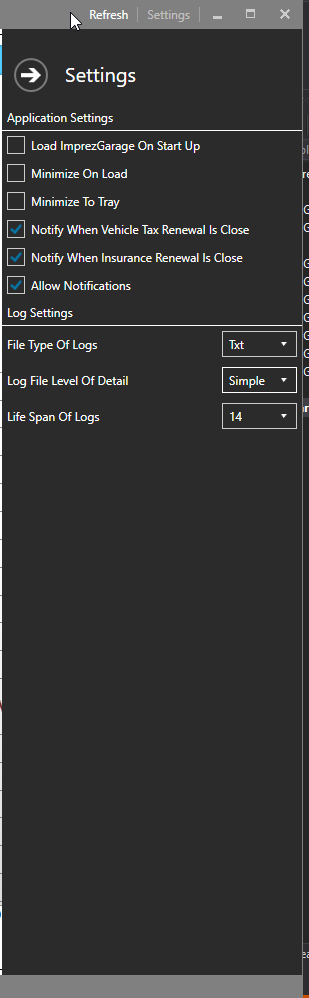 Refresh Settings
Settings
Application Settings
Load ImprezGarage On Start Up
Minimize On Load
Minimize To Tray
Notify When Vehicle Tax Renewal Is Close
Notify When Insurance Renewal Is Close
Allow Notifications
Log Settings
File Type Of Logs Txt
Log File Level Of Detail Simple
Life Span Of Logs 14